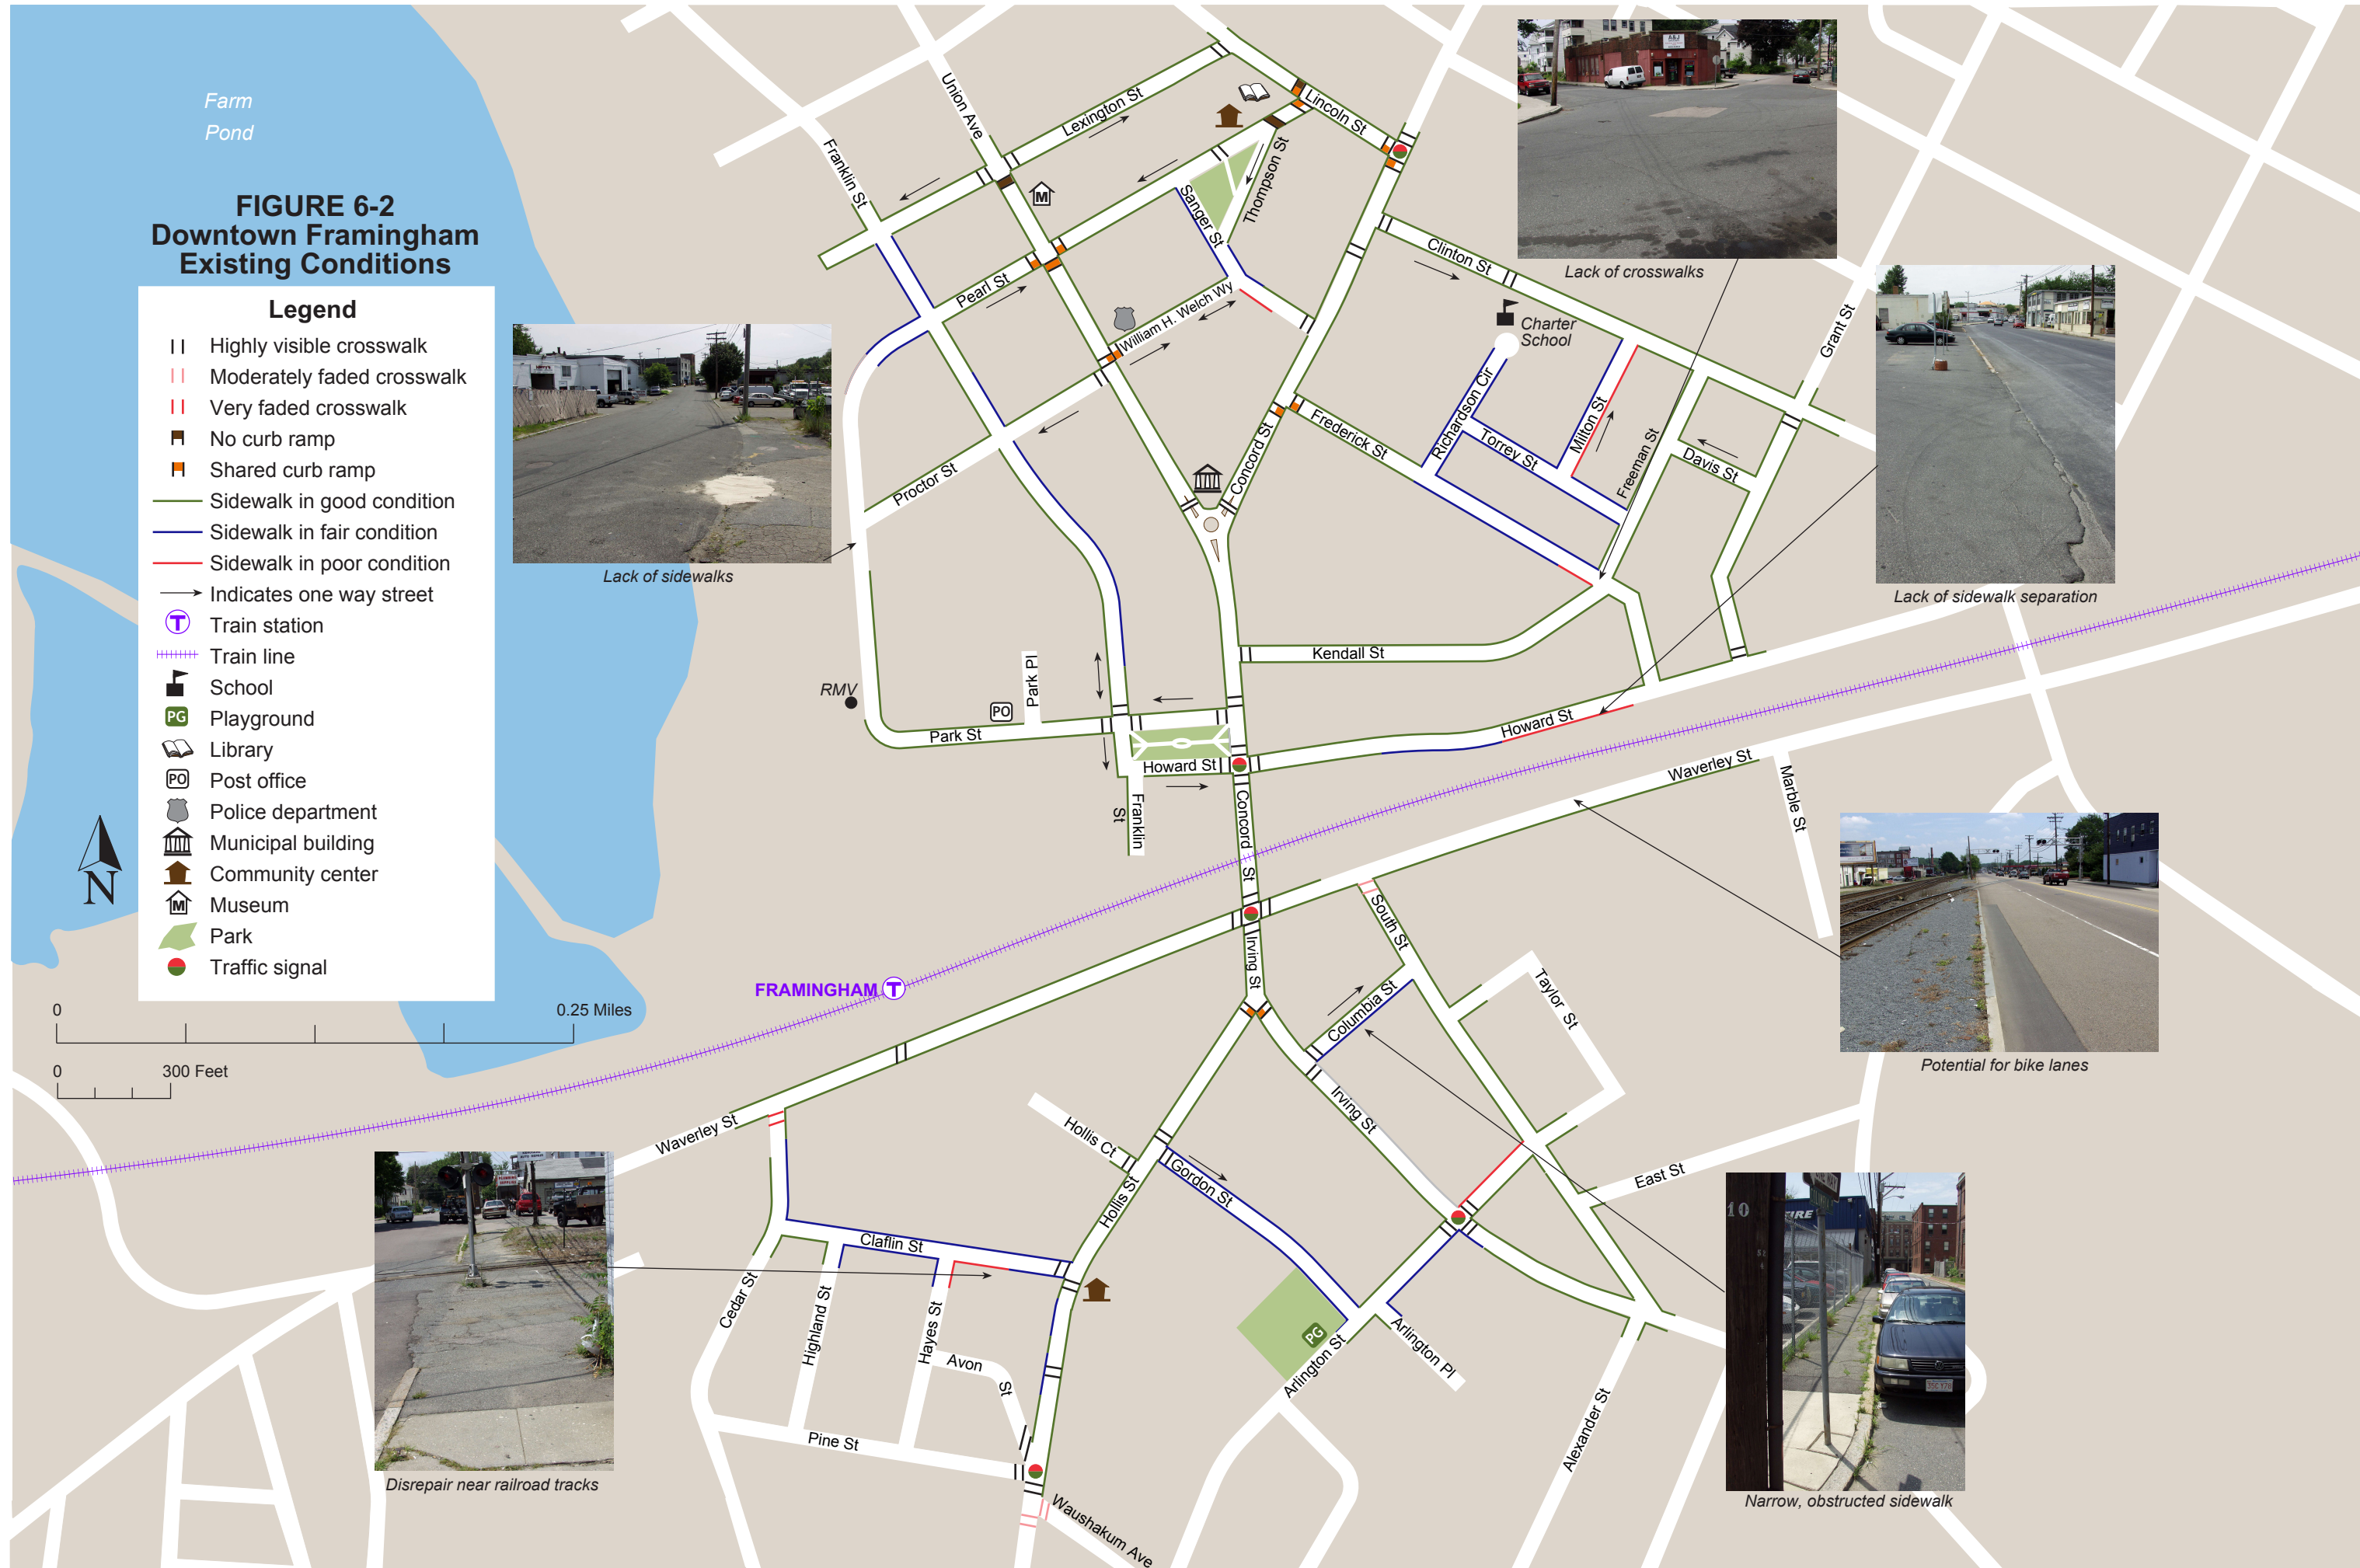 Farm
Pond
FIGURE 6-2
Downtown Framingham
Existing Conditions
Legend
Highly visible crosswalk
Moderately faded crosswalk
Very faded crosswalk
No curb ramp
Shared curb ramp
Sidewalk in good condition
Sidewalk in fair condition
Sidewalk in poor condition
Indicates one way street
T Train station
Train line
School
PG Playground
Library
PO Post office
Police department
Municipal building
Community center
M Museum
Park
Traffic signal
N
0 0.25 Miles
0 300 Feet
Lack of sidewalks
Lack of crosswalks
Lack of sidewalk separation
Potential for bike lanes
Narrow, obstructed sidewalk
Disrepair near railroad tracks
Union Ave
Lexington St
Lincoln St
Franklin St
M
Thompson St
Sanger St
Pearl St
William H. Welch Wy
Clinton St
Charter
School
Grant St
Richardson Cir
Milton St
Torrey St
Frederick St
Concord St
Freeman St
Davis St
Proctor St
Kendall St
Park Pl
RMV
PO
Park St
Howard St
Howard St
Franklin
St
Concord St
Waverley St
Marble St
FRAMINGHAM T
Irving St
South St
Columbia St
Taylor St
Irving St
Waverley St
Hollis Ct
Gordon St
Hollis St
East St
Claflin St
Cedar St
Highland St
Hayes St
Avon
St
PG
Arlington St
Arlington Pl
Alexander St
Pine St
Waushakum Ave
A&J
10